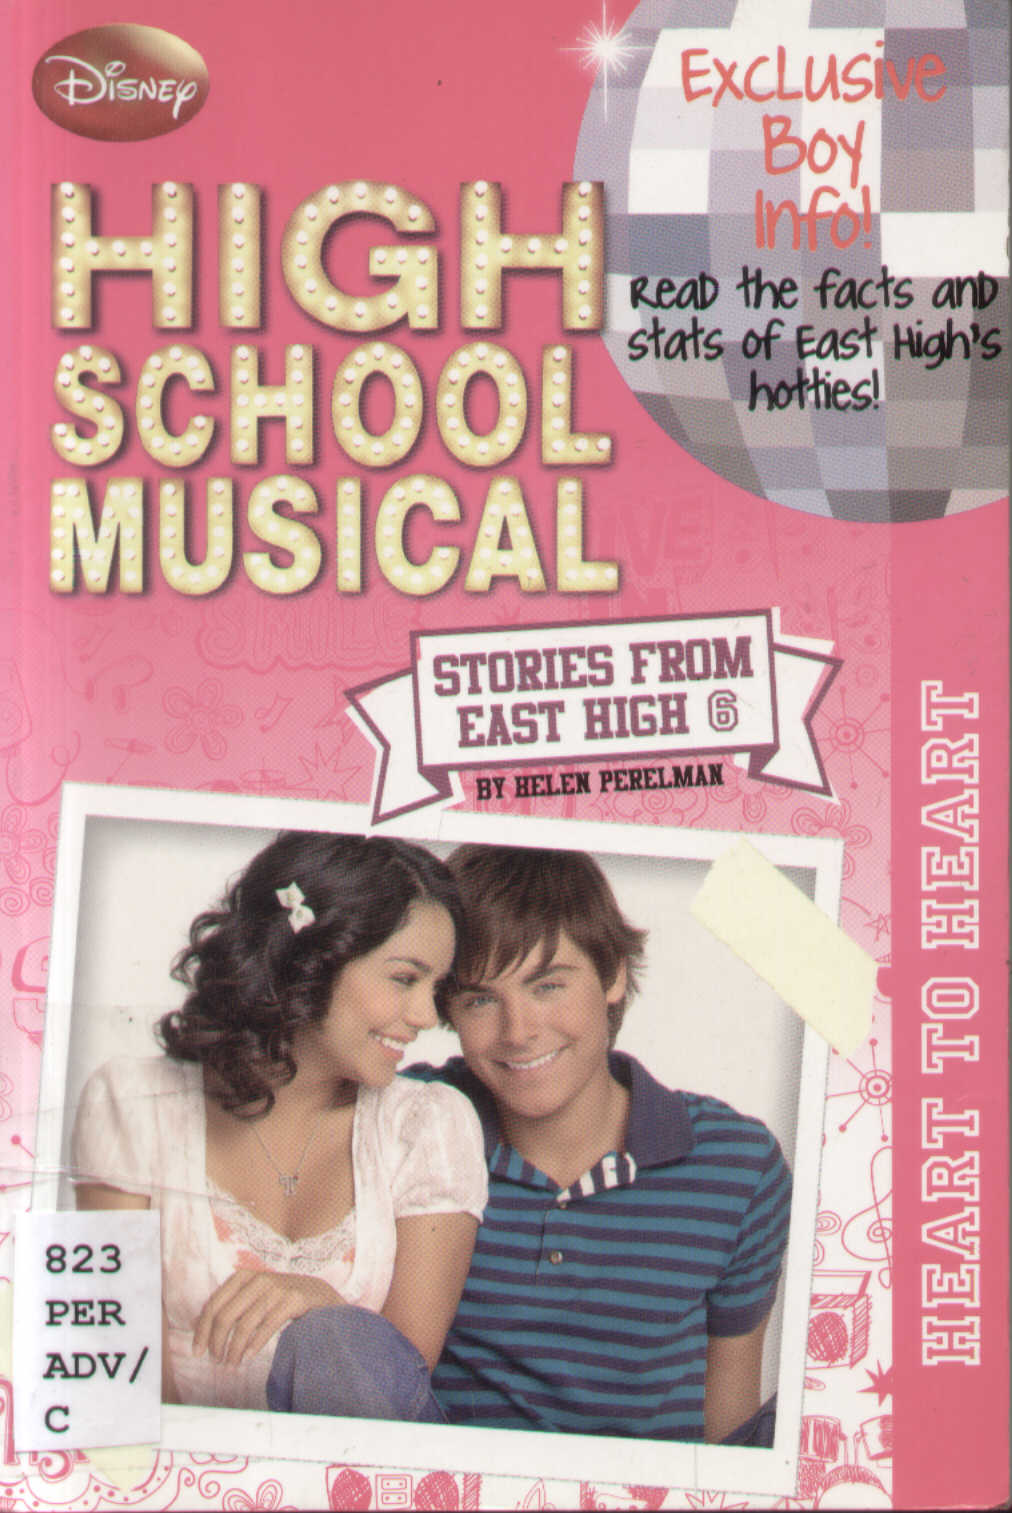 Disney
HIGH
SCHOOL
MUSICAL
Exclusive
Boy
Info!
Read the facts and
stats of East High's
hotties!
STORIES FROM
EAST HIGH 6
BY HELEN PERELMAN
HEART TO HEART
SMILE
823
PER
ADV/
C